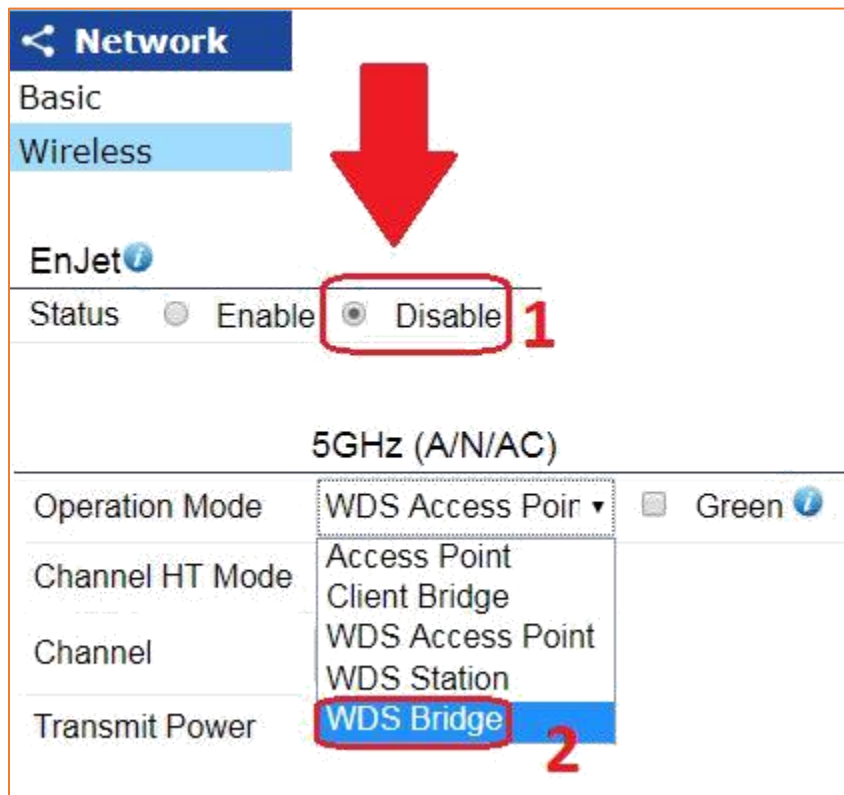 Network
Basic
Wireless
EnJet
Status Enable Disable 1
5GHz (A/N/AC)
Operation Mode WDS Access Poin Green
Access Point
Channel HT Mode
Client Bridge
WDS Access Point
Channel
WDS Station
Transmit Power WDS Bridge 2